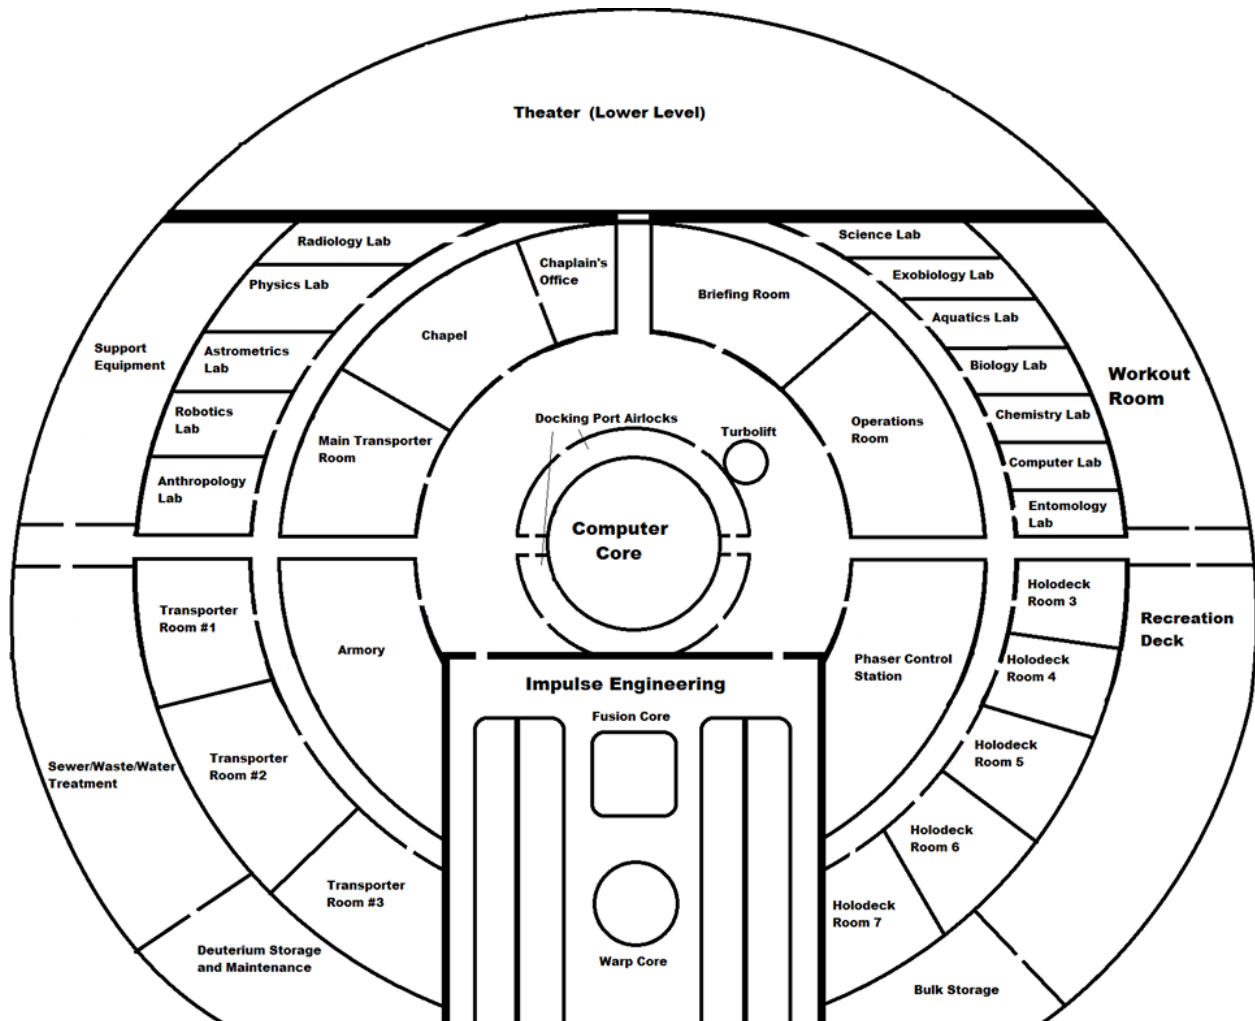 Theater (Lower Level)
Radiology Lab
Physics Lab
Astrometrics
Lab
Robotics
Lab
Anthropology
Lab
Support
Equipment
Chaplain's
Office
Chapel
Main Transporter
Room
Briefing Room
Operations
Room
Science Lab
Exobiology Lab
Aquatics Lab
Biology Lab
Chemistry Lab
Computer Lab
Entomology
Lab
Workout
Room
Docking Port Airlocks
Turbolift
Computer
Core
Transporter
Room #1
Transporter
Room #2
Transporter
Room #3
Armory
Sewer/Waste/Water
Treatment
Deuterium Storage
and Maintenance
Impulse Engineering
Fusion Core
Warp Core
Phaser Control
Station
Holodeck
Room 3
Holodeck
Room 4
Holodeck
Room 5
Holodeck
Room 6
Holodeck
Room 7
Recreation
Deck
Bulk Storage